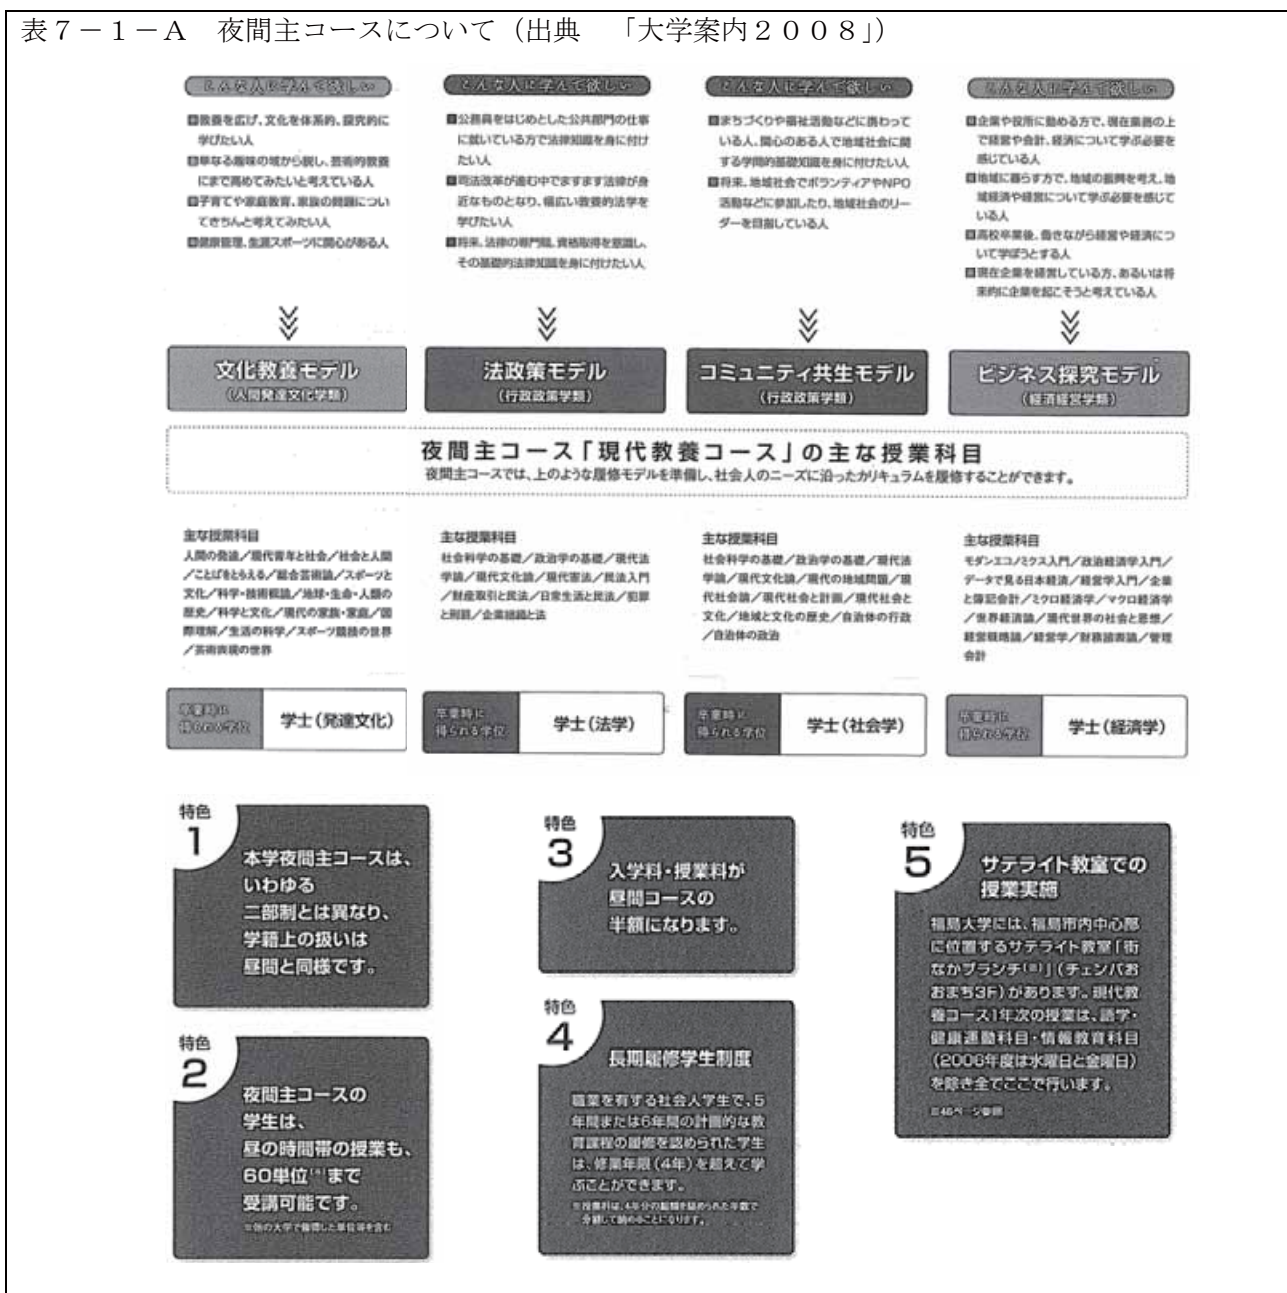 表７－１－Ａ　夜間主コースについて（出典　「大学案内２００８」）
こんな人に学んで欲しい
■教養を広げ、文化を体系的、探究的に
学びたい人
■単なる趣味の域から脱し、芸術的教養
にまで高めてみたいと考えている人
■子育てや家庭教育、家族の問題につい
てきちんと考えてみたい人
■健康管理、生涯スポーツに関心がある人
文化教養モデル
（人間発達文化学類）
こんな人に学んで欲しい
■公務員をはじめとした公共部門の仕事
に就いている方で法律知識を身に付け
たい人
■司法改革が進む中でますます法律が身
近なものとなり、幅広い教養的法学を
学びたい人
■将来、法律の専門職、資格取得を意識し、
その基礎的法律知識を身に付けたい人
法政策モデル
（行政政策学類）
こんな人に学んで欲しい
■まちづくりや福祉活動などに携わって
いる人、関心のある人で地域社会に関
する学問的基礎知識を身に付けたい人
■将来、地域社会でボランティアやNPO
活動などに参加したり、地域社会のリー
ダーを目指している人
コミュニティ共生モデル
（行政政策学類）
こんな人に学んで欲しい
■企業や役所に勤める方で、現在業務の上
で経営や会計、経済について学ぶ必要を
感じている人
■地域に暮らす方で、地域の振興を考え、地
域経済や経営について学ぶ必要を感じて
いる人
■高校卒業後、働きながら経営や経済につ
いて学ぼうとする人
■現在企業を経営している方、あるいは将
来的に企業を起こそうと考えている人
ビジネス探究モデル
（経済経営学類）
夜間主コース「現代教養コース」の主な授業科目
夜間主コースでは、上のような履修モデルを準備し、社会人のニーズに沿ったカリキュラムを履修することができます。
主な授業科目
人間の発達／現代青年と社会／社会と人間
／ことばをとらえる／総合芸術論／スポーツと
文化／科学・技術概論／地球・生命・人類の
歴史／科学と文化／現代の家族・家庭／国
際理解／生活の科学／スポーツ競技の世界
／芸術表現の世界
卒業時に
得られる学位
学士（発達文化）
主な授業科目
社会科学の基礎／政治学の基礎／現代法
学論／現代文化論／現代憲法／民法入門
／財産取引と民法／日常生活と民法／犯罪
と刑罰／企業組織と法
卒業時に
得られる学位
学士（法学）
主な授業科目
社会科学の基礎／政治学の基礎／現代法
学論／現代文化論／現代の地域問題／現
代社会論／現代社会と計画／現代社会と
文化／地域と文化の歴史／自治体の行政
／自治体の政治
卒業時に
得られる学位
学士（社会学）
主な授業科目
モダンエコノミクス入門／政治経済学入門／
データで見る日本経済／経営学入門／企業
と簿記会計／ミクロ経済学／マクロ経済学
／世界経済論／現代世界の社会と思想／
経営戦略論／経営学／財務諸表論／管理
会計
卒業時に
得られる学位
学士（経済学）
特色
1
本学夜間主コースは、
いわゆる
二部制とは異なり、
学籍上の扱いは
昼間と同様です。
特色
2
夜間主コースの
学生は、
昼の時間帯の授業も、
60単位（※）まで
受講可能です。
※他の大学で修得した単位等を含む
特色
3
入学料・授業料が
昼間コースの
半額になります。
特色
4
長期履修学生制度
職業を有する社会人学生で、5
年間または6年間の計画的な教
育課程の履修を認められた学生
は、修業年限（4年）を超えて学
ぶことができます。
※授業料は、4年分の総額を認められた年数で
分割して納めることになります。
特色
5
サテライト教室での
授業実施
福島大学には、福島市内中心部
に位置するサテライト教室「街
なかブランチ（※）」（チェンバお
おまち3F）があります。現代教
養コース1年次の授業は、語学・
健康運動科目・情報教育科目
（2006年度は水曜日と金曜日）
を除き全てここで行います。
※46ページ参照